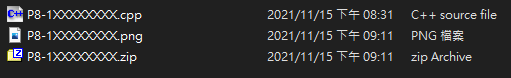 P8-1XXXXXXXX.cpp 2021/11/15 下午 08:31 C++ source file
P8-1XXXXXXXX.png 2021/11/15 下午 09:11 PNG 檔案
P8-1XXXXXXXX.zip 2021/11/15 下午 09:11 zip Archive